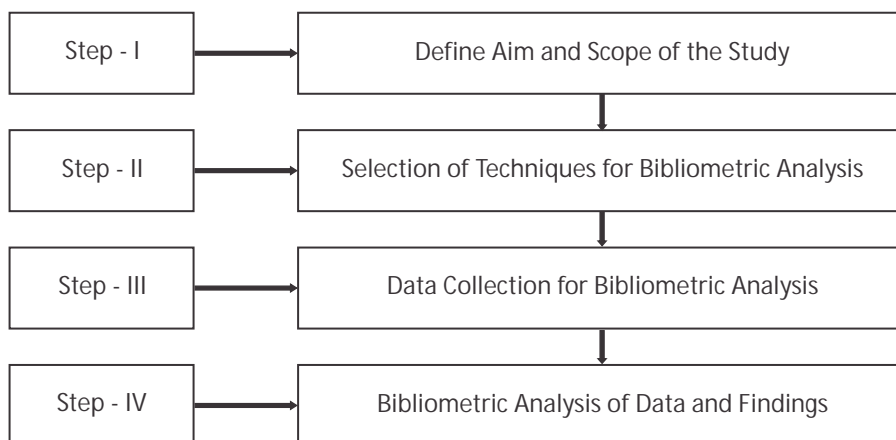 Step - I
Define Aim and Scope of the Study
Step - II
Selection of Techniques for Bibliometric Analysis
Step - III
Data Collection for Bibliometric Analysis
Step - IV
Bibliometric Analysis of Data and Findings